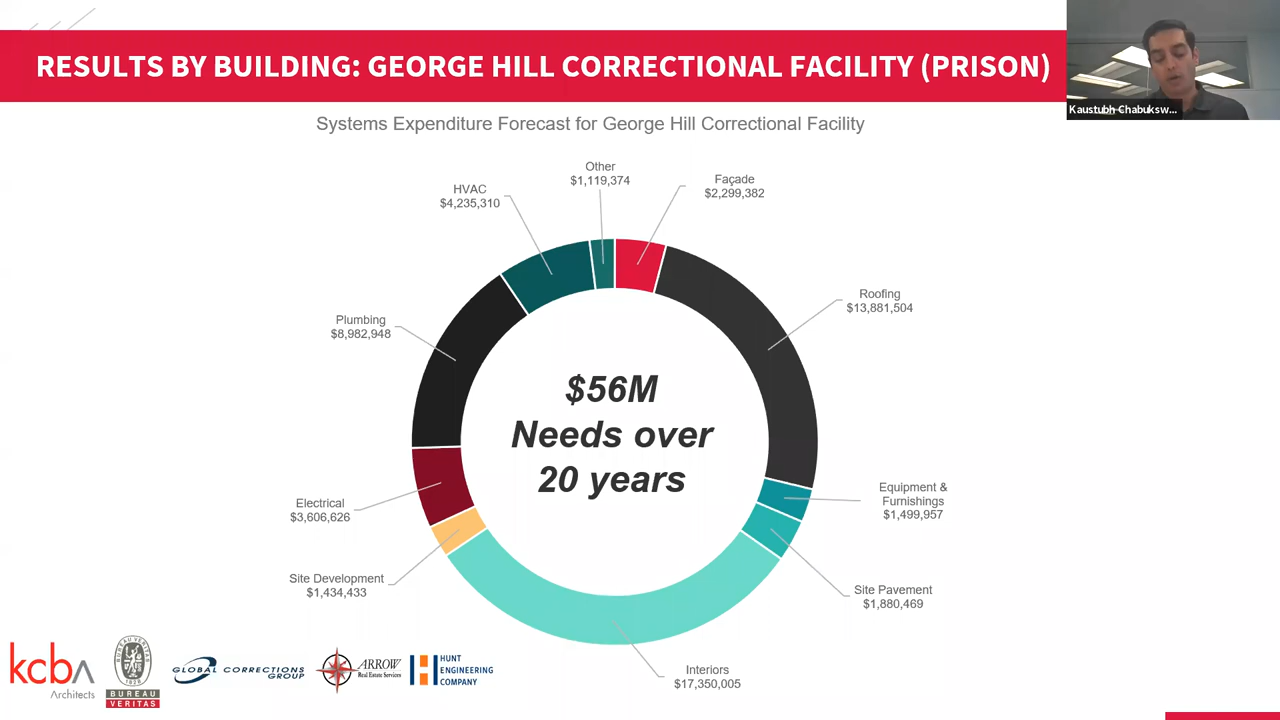 RESULTS BY BUILDING: GEORGE HILL CORRECTIONAL FACILITY (PRISON)
Kaustubh Chabuksw...
Systems Expenditure Forecast for George Hill Correctional Facility
Other
$1,119,374
Façade
$2,299,382
HVAC
$4,235,310
Roofing
$13,881,504
Plumbing
$8,982,948
$56M
Needs over
20 years
Equipment &
Furnishings
$1,499,957
Electrical
$3,606,626
Site Development
$1,434,433
Site Pavement
$1,880,469
Interiors
$17,350,005
kcba
Architects
BUREAU VERITAS
1828
BUREAU
VERITAS
GLOBAL CORRECTIONS
GROUP
ARROW
Real Estate Services
HUNT
ENGINEERING
COMPANY